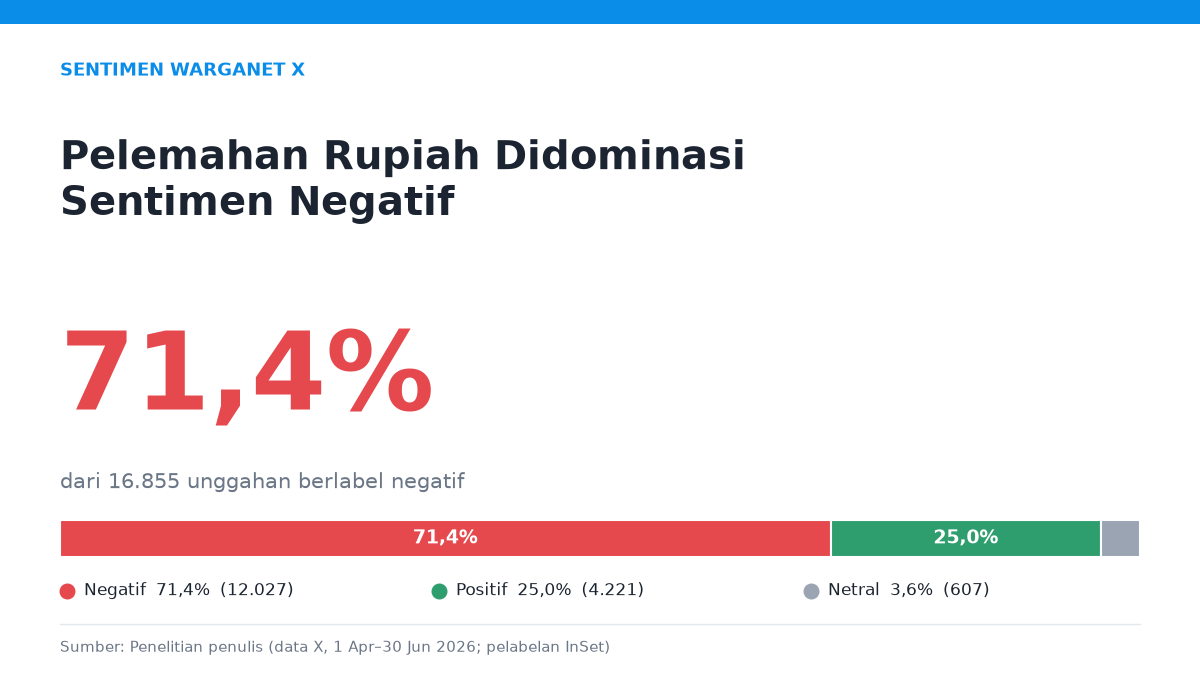 SENTIMEN WARGANET X
Pelemahan Rupiah Didominasi
Sentimen Negatif
71,4%
dari 16.855 unggahan berlabel negatif
71,4%
25,0%
Negatif 71,4% (12.027)
Positif 25,0% (4.221)
Netral 3,6% (607)
Sumber: Penelitian penulis (data X, 1 Apr–30 Jun 2026; pelabelan InSet)